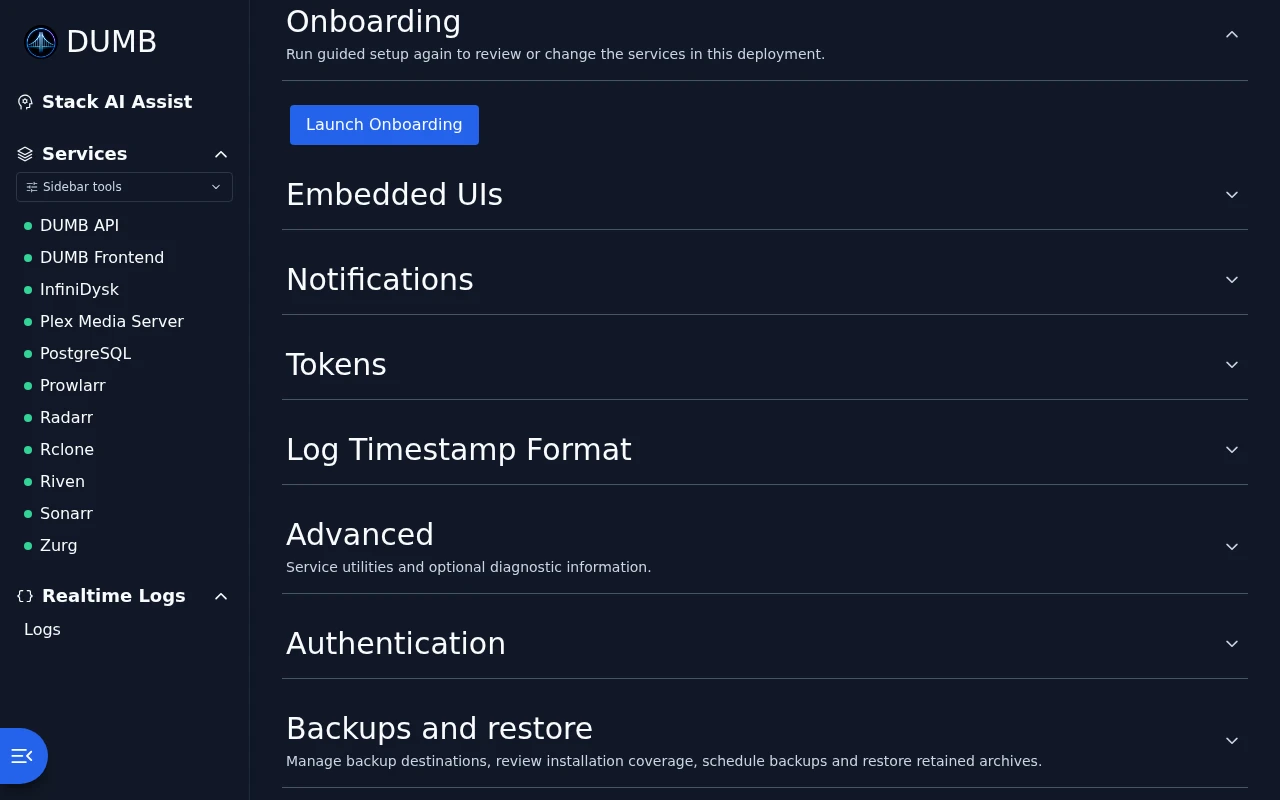 DUMB
Stack AI Assist
Services
Sidebar tools
DUMB API
DUMB Frontend
InfiniDysk
Plex Media Server
PostgreSQL
Prowlarr
Radarr
Rclone
Riven
Sonarr
Zurg
Realtime Logs
Logs
Onboarding
Run guided setup again to review or change the services in this deployment.
Launch Onboarding
Embedded UIs
Notifications
Tokens
Log Timestamp Format
Advanced
Service utilities and optional diagnostic information.
Authentication
Backups and restore
Manage backup destinations, review installation coverage, schedule backups and restore retained archives.